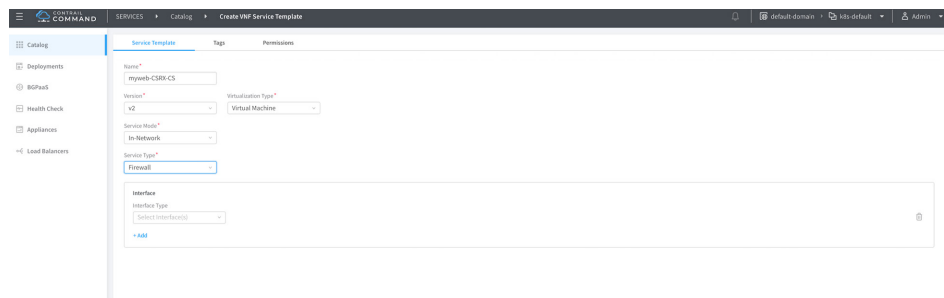 CONTRAIL
COMMAND
SERVICES Catalog Create VNF Service Template
default-domain k8s-default Admin
Catalog
Deployments
BGPaaS
Health Check
Appliances
Load Balancers
Service Template Tags Permissions
Name*
myweb-CSRX-CS
Version* Virtualization Type*
v2 Virtual Machine
Service Mode*
In-Network
Service Type*
Firewall
Interface
Interface Type
Select Interface(s)
+ Add